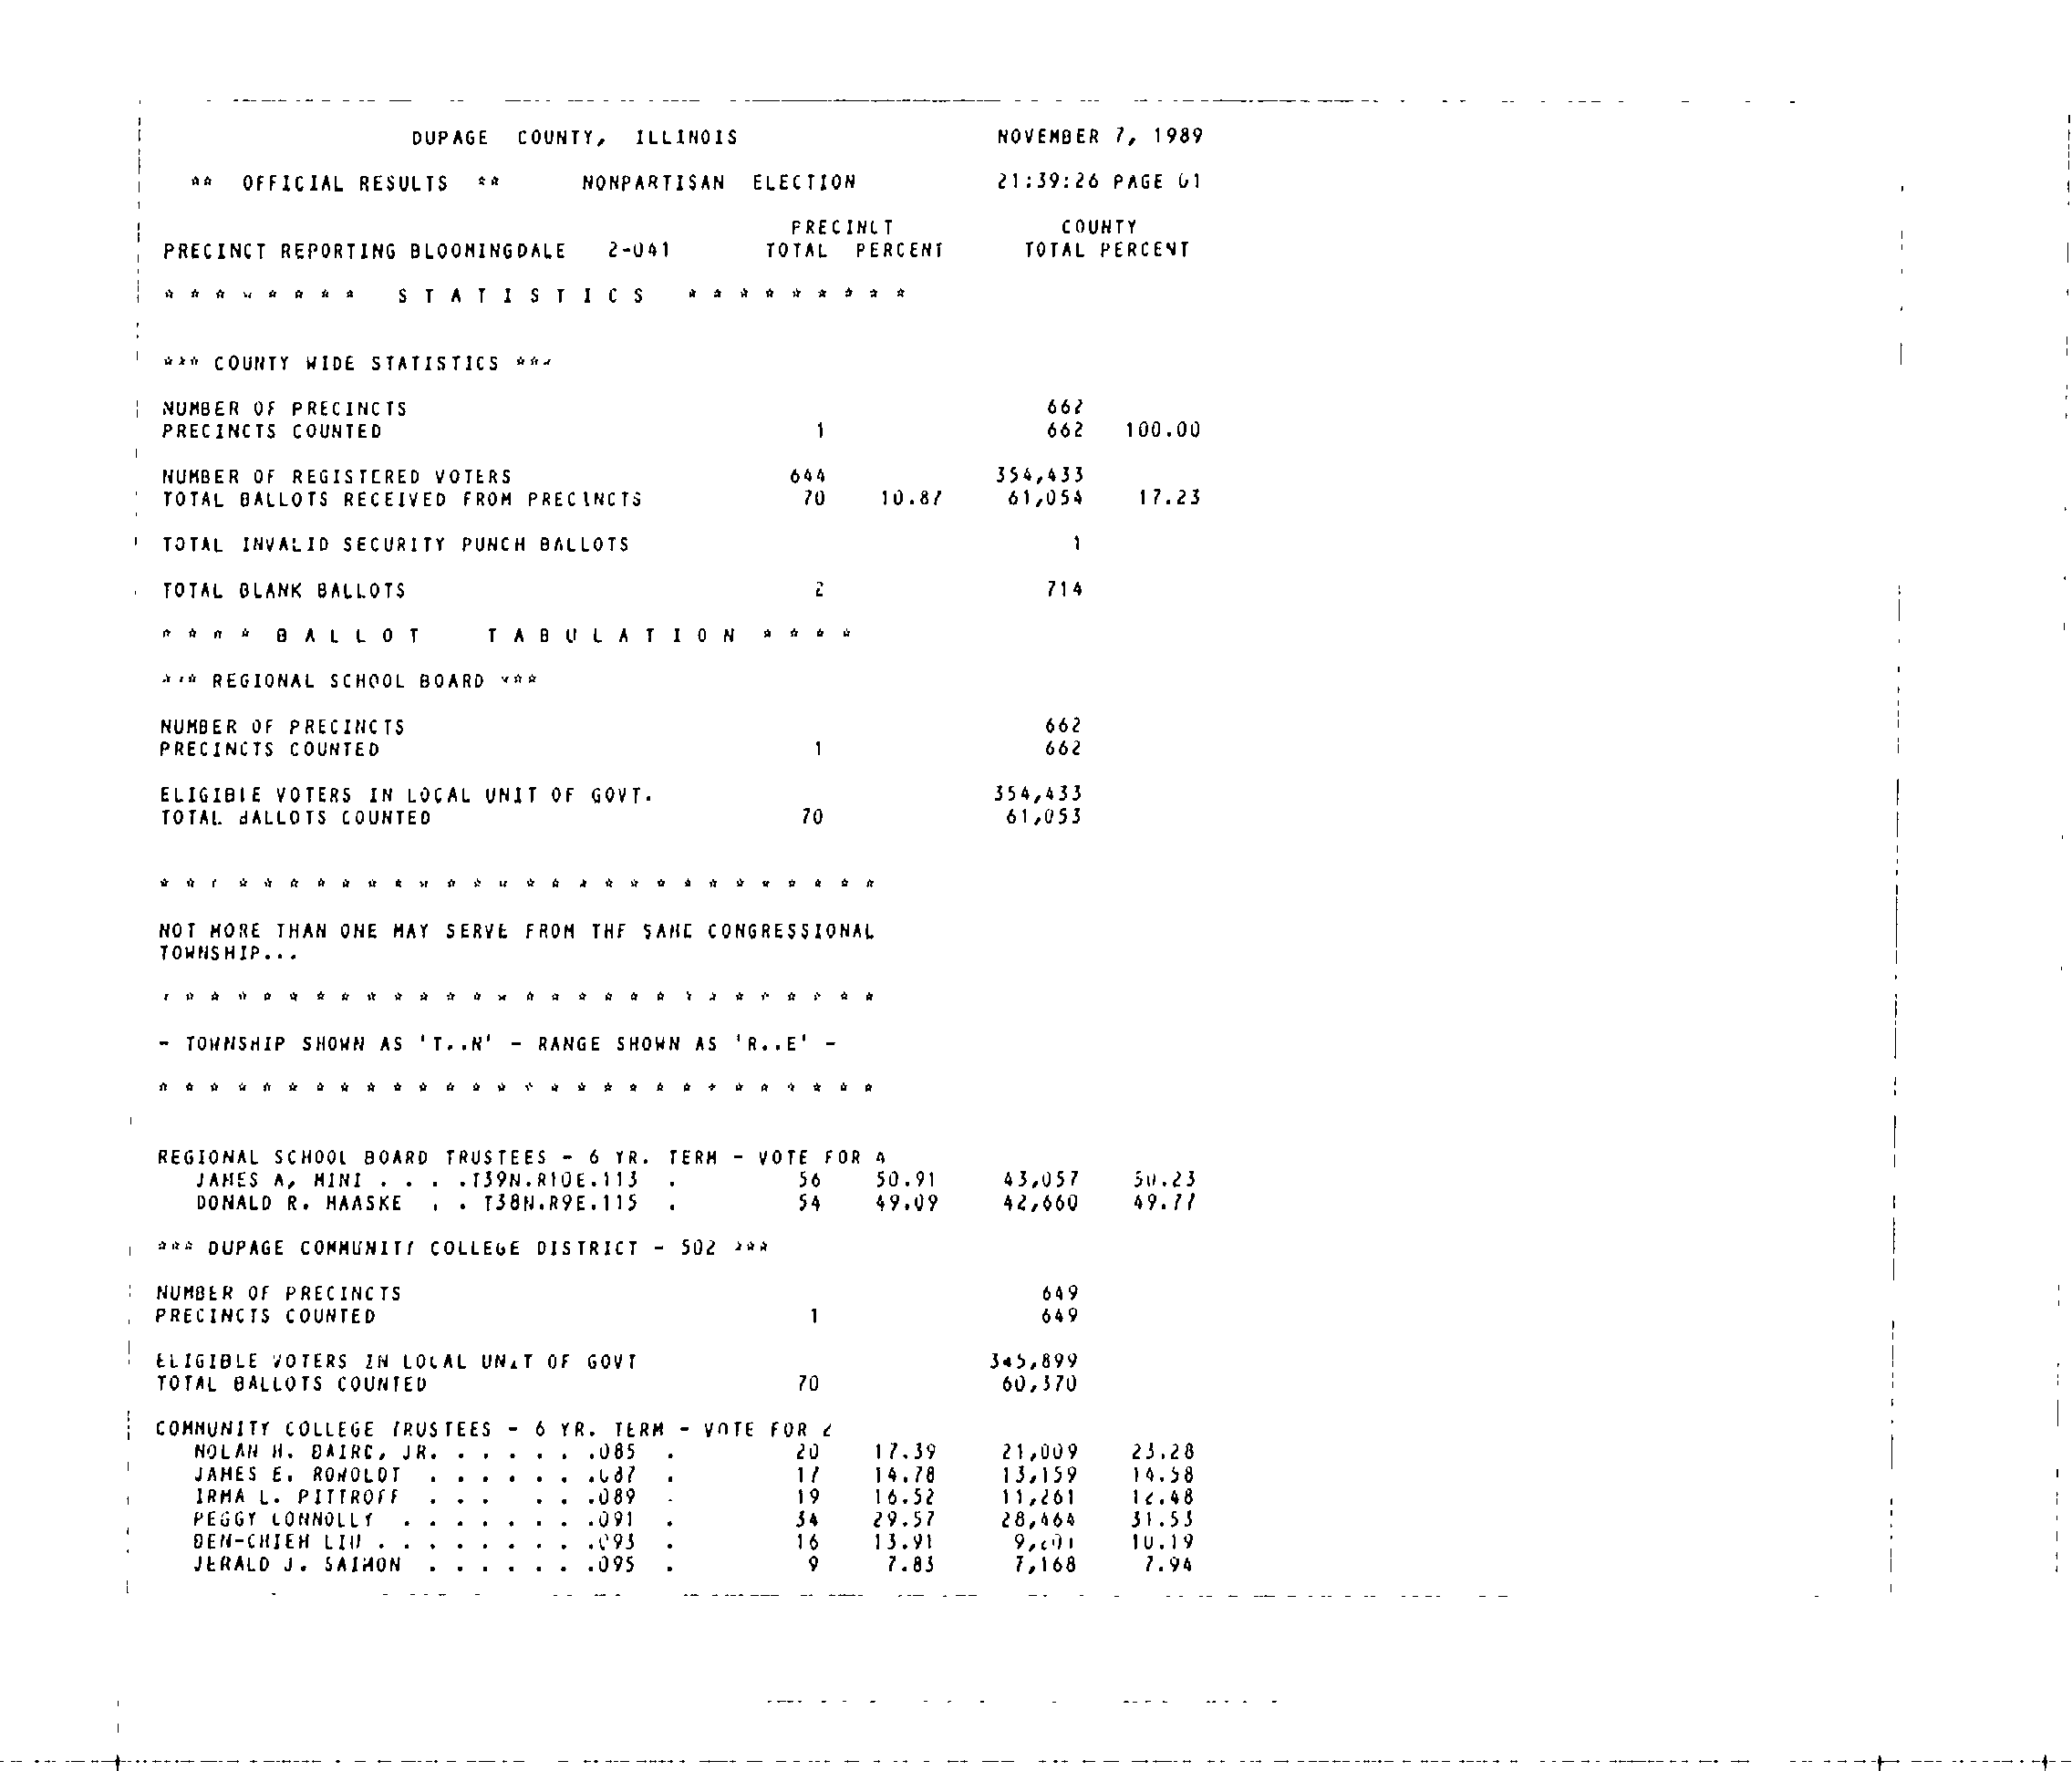 DUPAGE COUNTY, ILLINOIS NOVEMBER 7, 1989
** OFFICIAL RESULTS ** NONPARTISAN ELECTION 21:39:26 PAGE 01
PRECINCT COUNTY
PRECINCT REPORTING BLOOMINGDALE 2-041 TOTAL PERCENT TOTAL PERCENT
* * * * * * * * S T A T I S T I C S * * * * * * * * *
*** COUNTY WIDE STATISTICS ***
NUMBER OF PRECINCTS 662
PRECINCTS COUNTED 1 662 100.00
NUMBER OF REGISTERED VOTERS 644 354,433
TOTAL BALLOTS RECEIVED FROM PRECINCTS 70 10.87 61,054 17.23
TOTAL INVALID SECURITY PUNCH BALLOTS 1
TOTAL BLANK BALLOTS 2 714
* * * * B A L L O T T A B U L A T I O N * * * *
*** REGIONAL SCHOOL BOARD ***
NUMBER OF PRECINCTS 662
PRECINCTS COUNTED 1 662
ELIGIBLE VOTERS IN LOCAL UNIT OF GOVT. 354,433
TOTAL BALLOTS COUNTED 70 61,053
* * * * * * * * * * * * * * * * * * * * * * * * * * * *
NOT MORE THAN ONE MAY SERVE FROM THE SAME CONGRESSIONAL
TOWNSHIP...
* * * * * * * * * * * * * * * * * * * * * * * * * * * *
- TOWNSHIP SHOWN AS 'T..N' - RANGE SHOWN AS 'R..E' -
* * * * * * * * * * * * * * * * * * * * * * * * * * * *
REGIONAL SCHOOL BOARD TRUSTEES - 6 YR. TERM - VOTE FOR 4
JAMES A, MINI . . . .T39N.R10E.113 . 56 50.91 43,057 50.23
DONALD R. HAASKE . . T38N.R9E.115 . 54 49.09 42,660 49.77
*** DUPAGE COMMUNITY COLLEGE DISTRICT - 502 ***
NUMBER OF PRECINCTS 649
PRECINCTS COUNTED 1 649
ELIGIBLE VOTERS IN LOCAL UNIT OF GOVT 345,899
TOTAL BALLOTS COUNTED 70 60,370
COMMUNITY COLLEGE TRUSTEES - 6 YR. TERM - VOTE FOR 2
NOLAN H. BAIRD, JR. . . . . . .085 . 20 17.39 21,009 23.28
JAMES E. ROWOLDT . . . . . . .087 . 17 14.78 13,159 14.58
IRMA L. PITTROFF . . . . . .089 . 19 16.52 11,261 12.48
PEGGY CONNOLLY . . . . . . . .091 . 34 29.57 28,464 31.53
BEN-CHIEH LIU . . . . . . . . .093 . 16 13.91 10.19
JERALD J. SAIMON . . . . . . .095 . 9 7.83 7,168 7.94